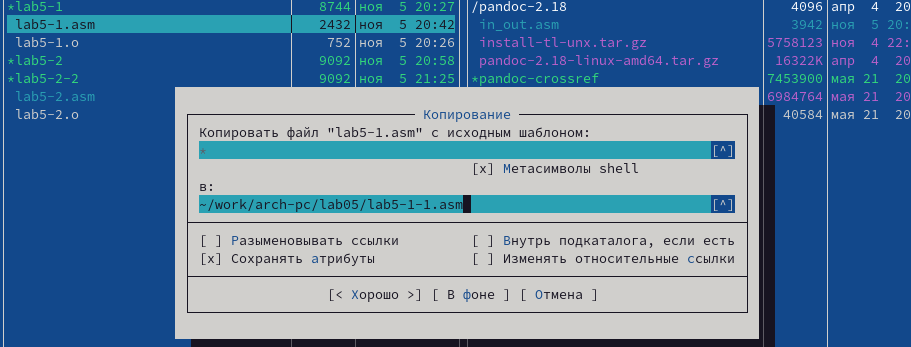 *lab5-1 8744 ноя 5 20:27 /pandoc-2.18 4096 апр 4 20
lab5-1.asm 2432 ноя 5 20:42 in_out.asm 3942 ноя 5 20:
lab5-1.o 752 ноя 5 20:26 install-tl-unx.tar.gz 5758123 ноя 4 22:
*lab5-2 9092 ноя 5 20:58 pandoc-2.18-linux-amd64.tar.gz 16322K апр 4 20
*lab5-2-2 9092 ноя 5 21:25 *pandoc-crossref 7453900 мая 21 20
lab5-2.asm 6984764 мая 21 20
lab5-2.o 40584 мая 21 20
Копирование
Копировать файл "lab5-1.asm" с исходным шаблоном:
* [^]
[x] Метасимволы shell
в:
~/work/arch-pc/lab05/lab5-1-1.asm [^]
[ ] Разыменовывать ссылки [ ] Внутрь подкаталога, если есть
[x] Сохранять атрибуты [ ] Изменять относительные ссылки
[< Хорошо >] [ В фоне ] [ Отмена ]